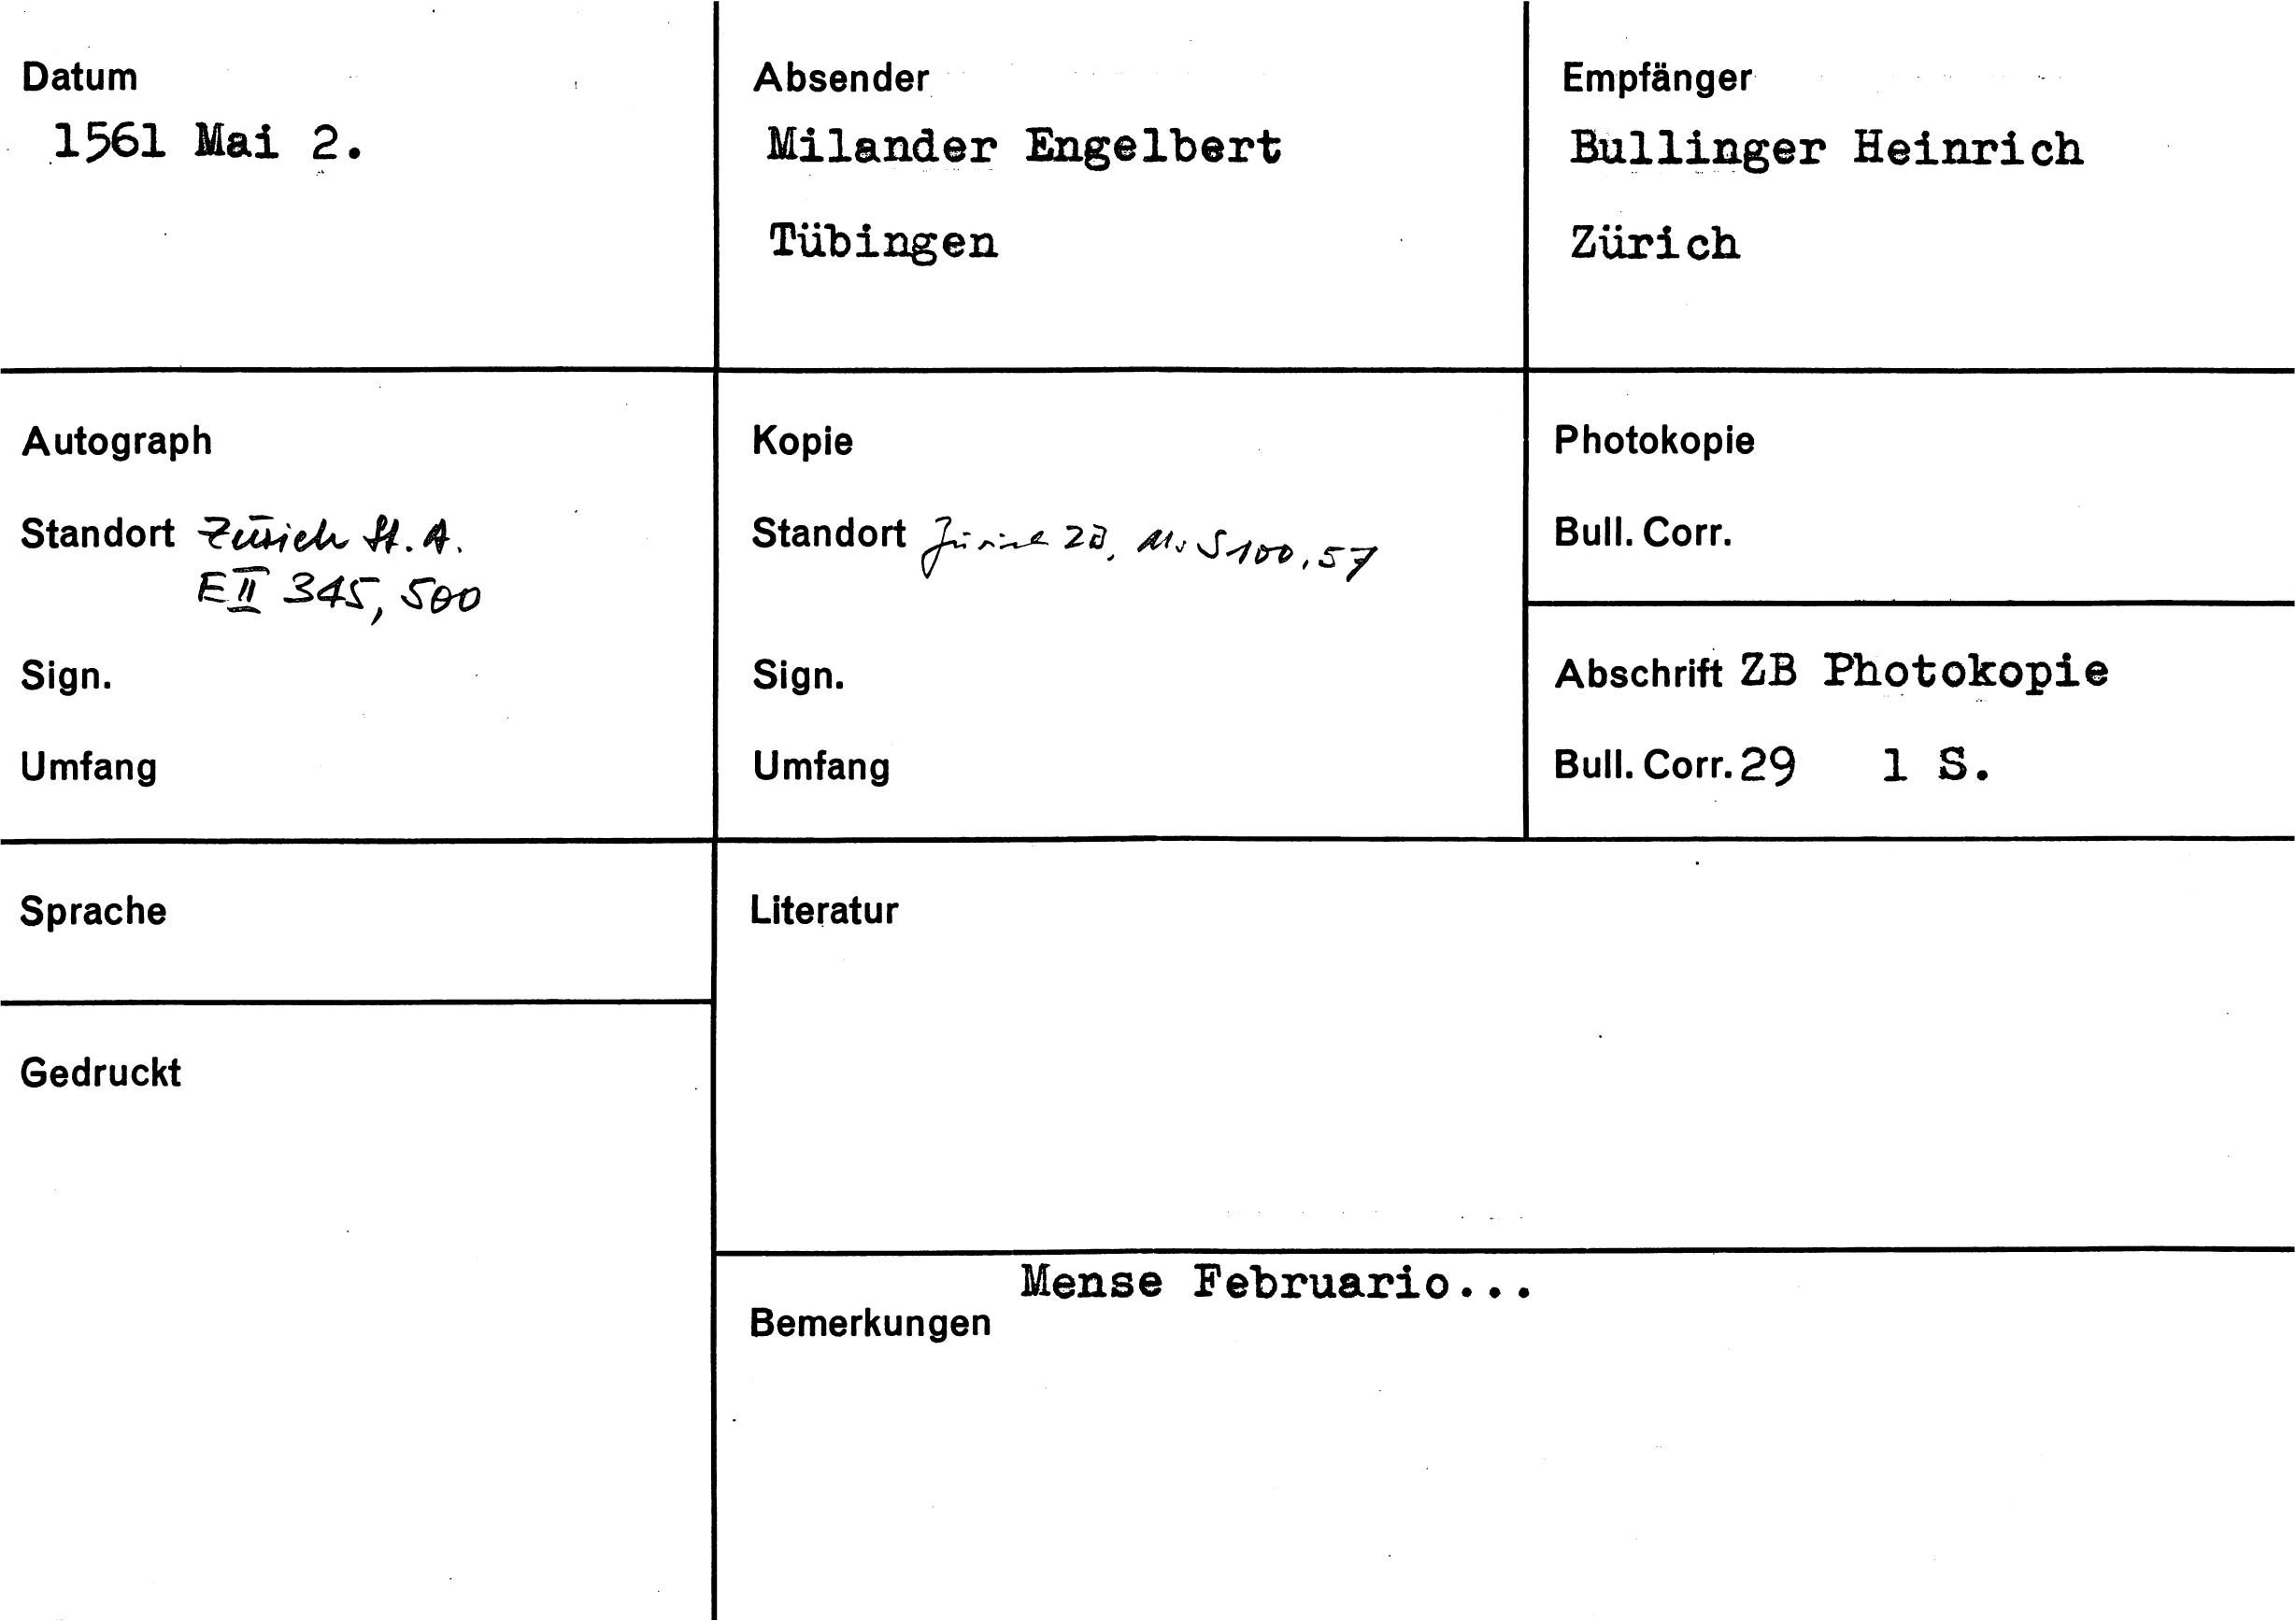 Datum
1561 Mai 2.
Absender
Milander Engelbert
Tübingen
Empfänger
Bullinger Heinrich
Zürich
Autograph
Standort Zürich St. A.
E II 345, 500
Sign.
Umfang
Kopie
Standort Zürich ZB, Ms S 100, 57
Sign.
Umfang
Photokopie
Bull. Corr.
Abschrift ZB Photokopie
Bull. Corr. 29 1 S.
Sprache
Literatur
Gedruckt
Mense Februario...
Bemerkungen